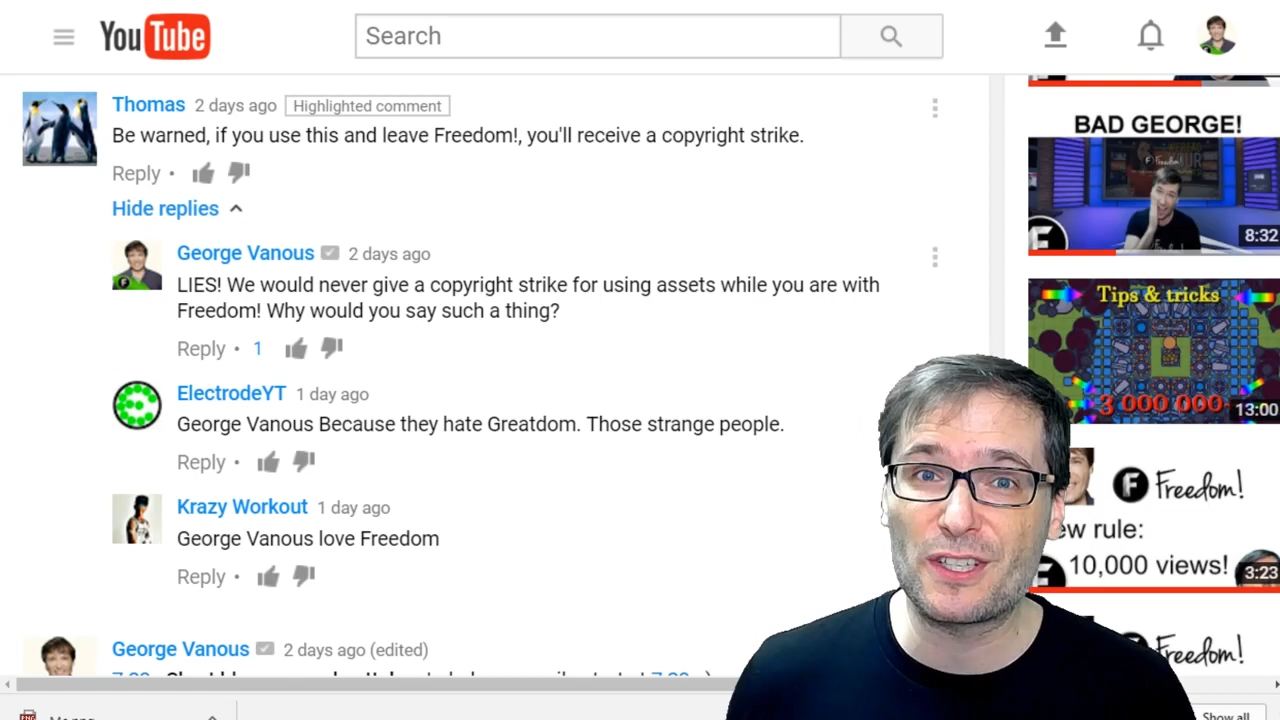 YouTube
Search
Thomas 2 days ago Highlighted comment
Be warned, if you use this and leave Freedom!, you'll receive a copyright strike.
Reply •
Hide replies
George Vanous 2 days ago
LIES! We would never give a copyright strike for using assets while you are with
Freedom! Why would you say such a thing?
Reply • 1
ElectrodeYT 1 day ago
George Vanous Because they hate Greatdom. Those strange people.
Reply •
Krazy Workout 1 day ago
George Vanous love Freedom
Reply •
George Vanous 2 days ago (edited)
BAD GEORGE!
Freedom!
8:32
Tips & tricks
3 000 000
13:00
F Freedom!
ew rule:
10,000 views!
3:23
Freedom!
Show all